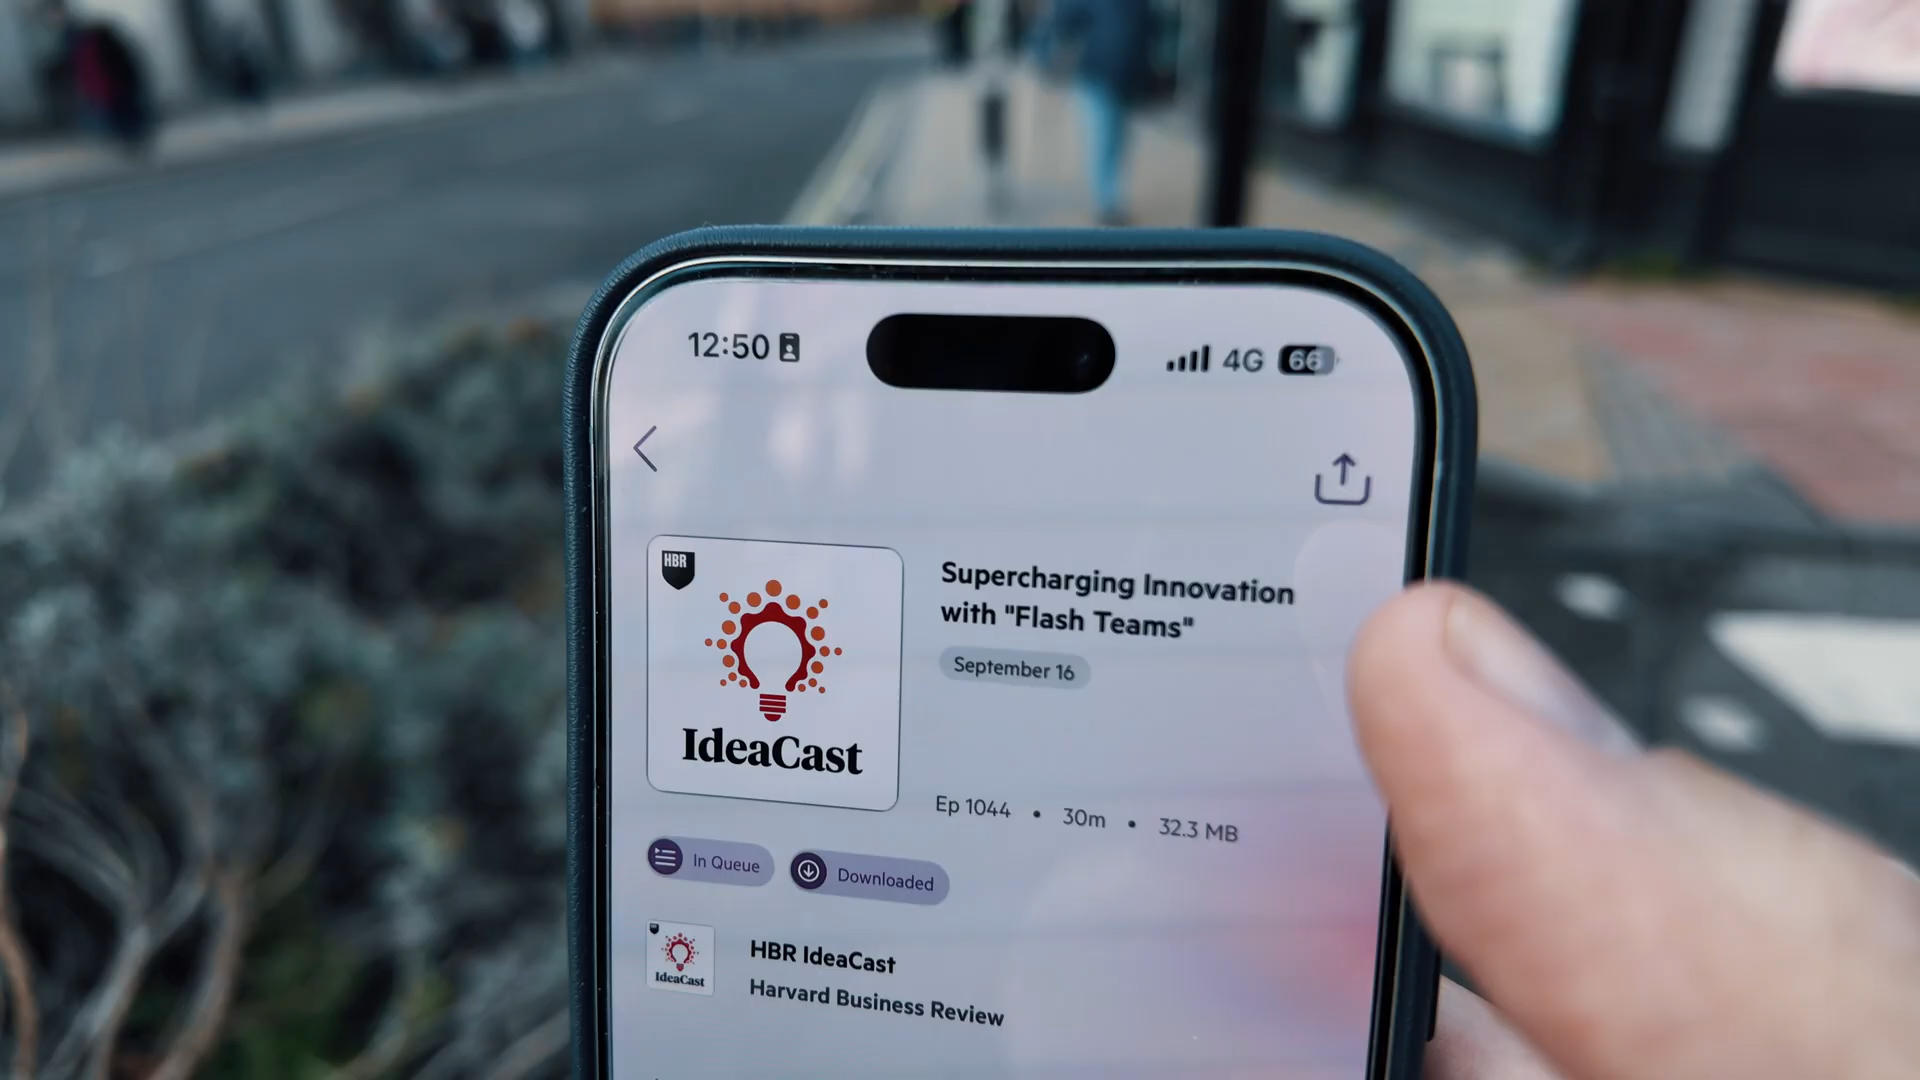 12:50
4G 66
HBR
IdeaCast
Supercharging Innovation
with "Flash Teams"
September 16
Ep 1044 • 30m • 32.3 MB
In Queue
Downloaded
IdeaCast
HBR IdeaCast
Harvard Business Review